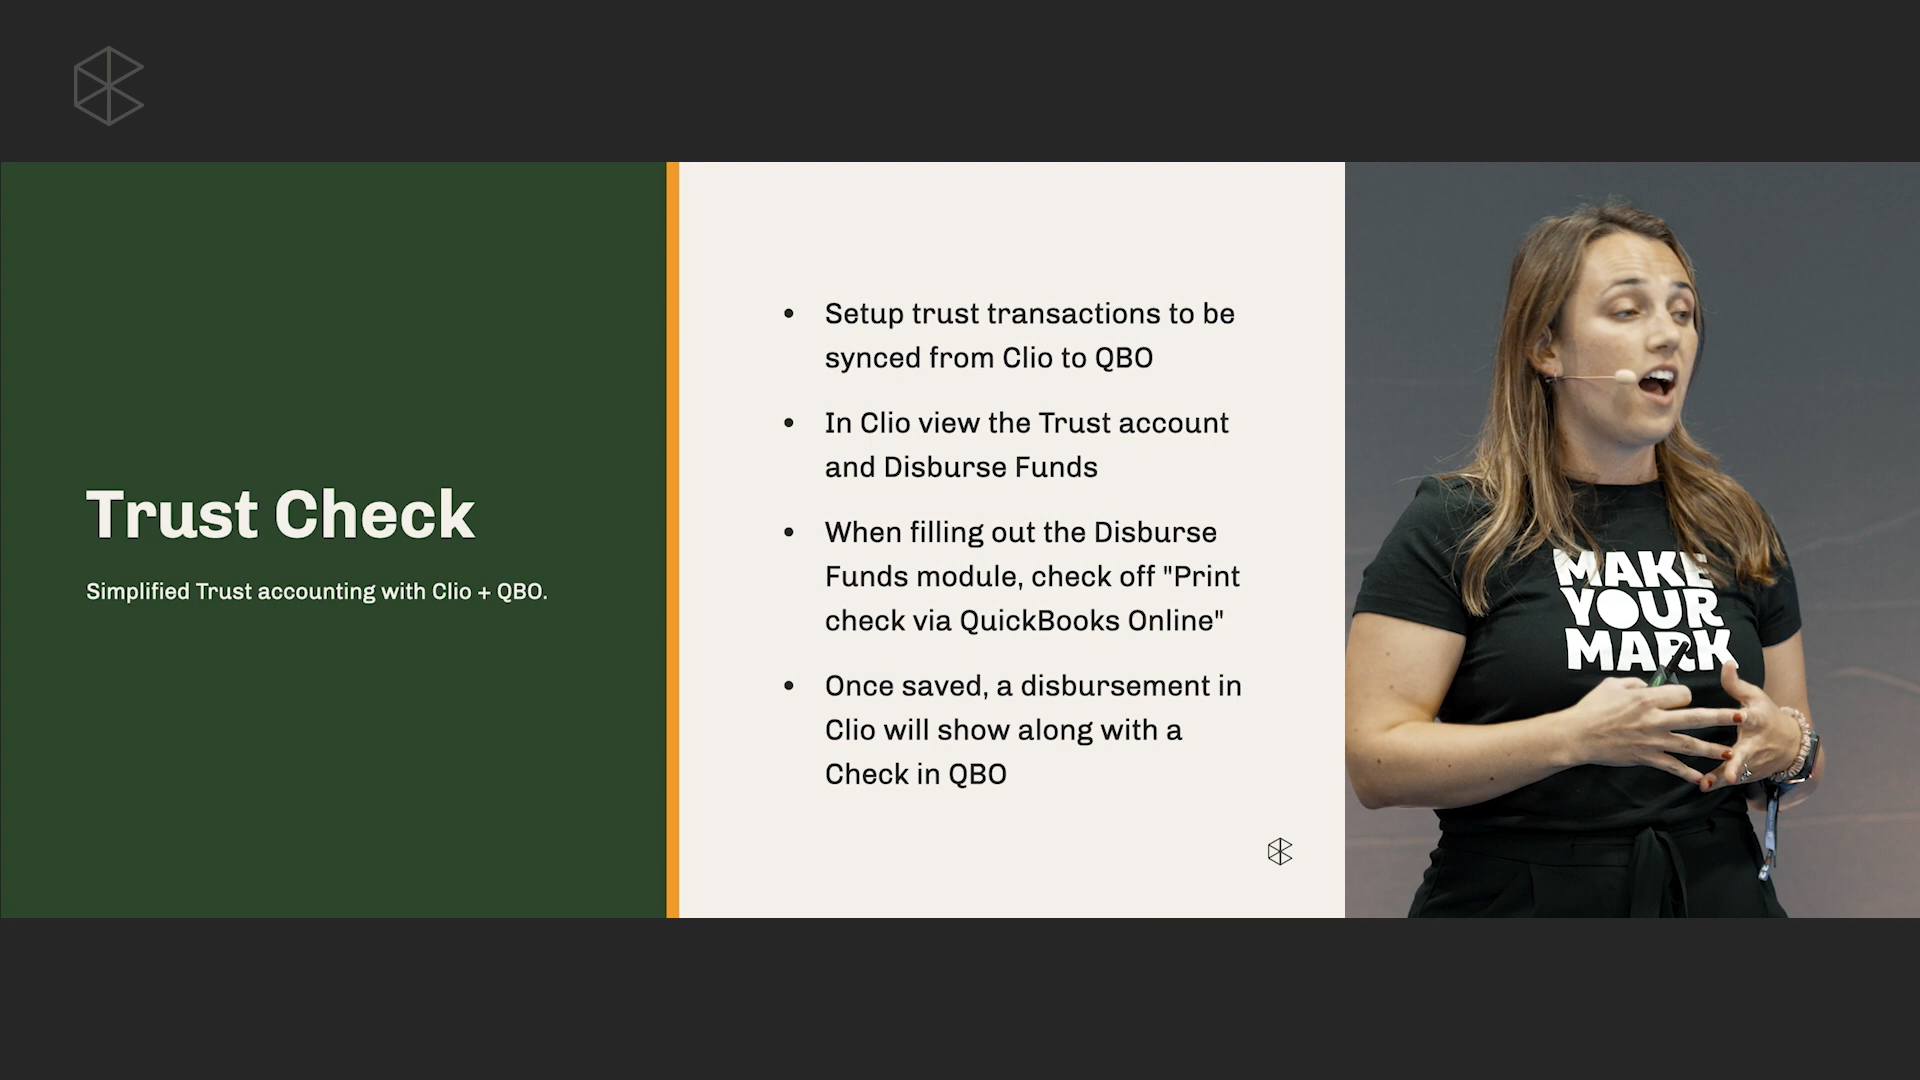 Trust Check
Simplified Trust accounting with Clio + QBO.
• Setup trust transactions to be
synced from Clio to QBO
• In Clio view the Trust account
and Disburse Funds
• When filling out the Disburse
Funds module, check off "Print
check via QuickBooks Online"
• Once saved, a disbursement in
Clio will show along with a
Check in QBO
MAKE
YOUR
MARK